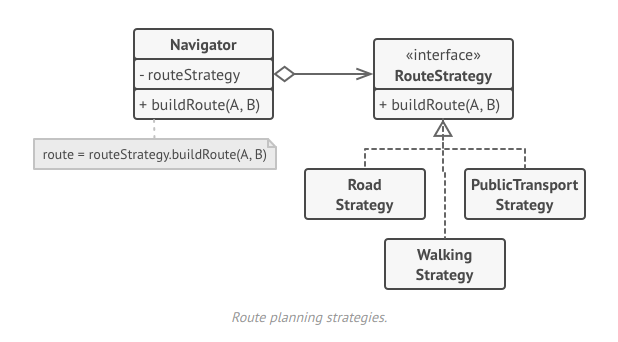 Navigator
- routeStrategy
+ buildRoute(A, B)
route = routeStrategy.buildRoute(A, B)
«interface»
RouteStrategy
+ buildRoute(A, B)
Road
Strategy
PublicTransport
Strategy
Walking
Strategy
Route planning strategies.